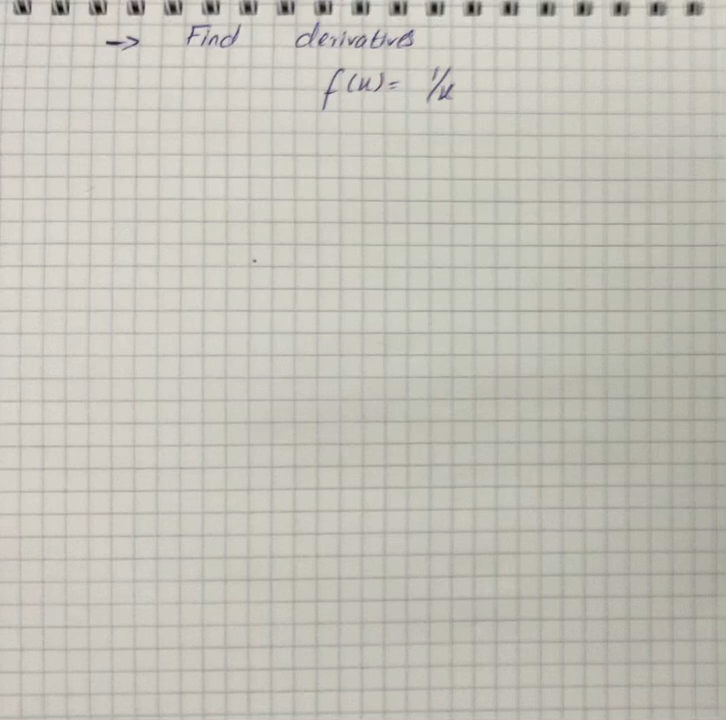 → Find derivatives
f(x) = 1/x